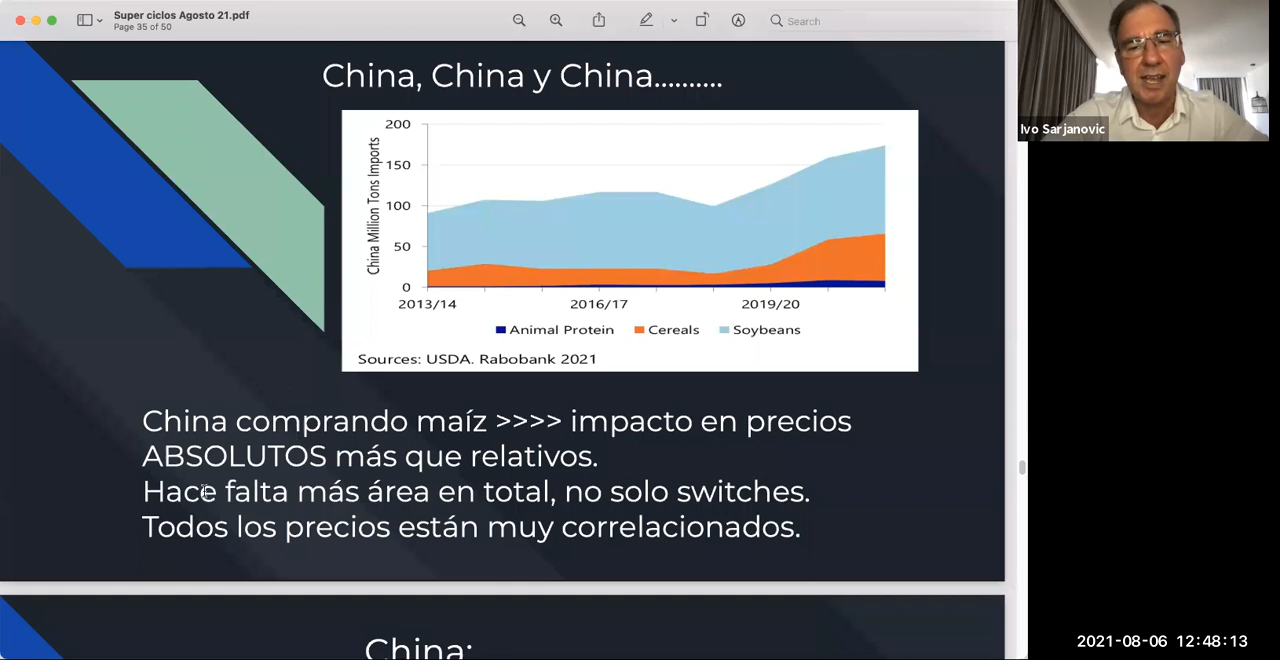 Super ciclos Agosto 21.pdf
Page 35 of 50
Search
China, China y China.........
200
150
100
50
0
China Million Tons Imports
2013/14 2016/17 2019/20
Animal Protein Cereals Soybeans
Sources: USDA. Rabobank 2021
China comprando maíz >>>> impacto en precios
ABSOLUTOS más que relativos.
Hace falta más área en total, no solo switches.
Todos los precios están muy correlacionados.
China:
Ivo Sarjanovic
2021-08-06 12:48:13